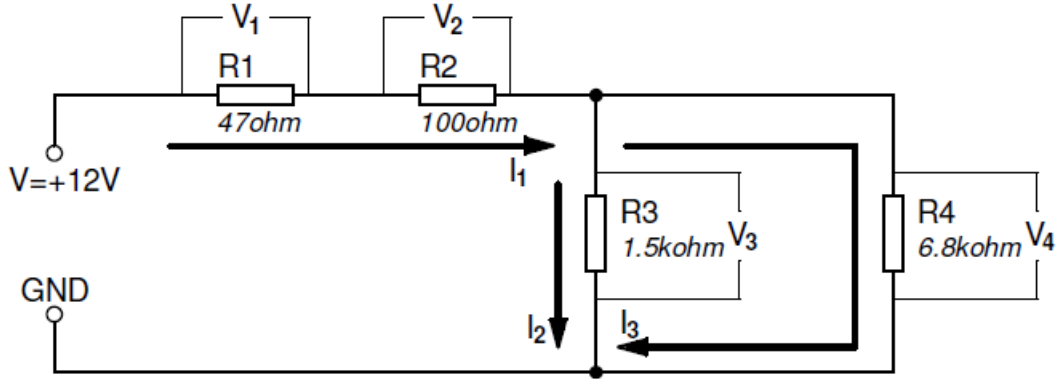 V1
V2
R1
R2
47ohm
100ohm
V=+12V
I1
R3
1.5kohm
V3
R4
6.8kohm
V4
GND
I2
I3